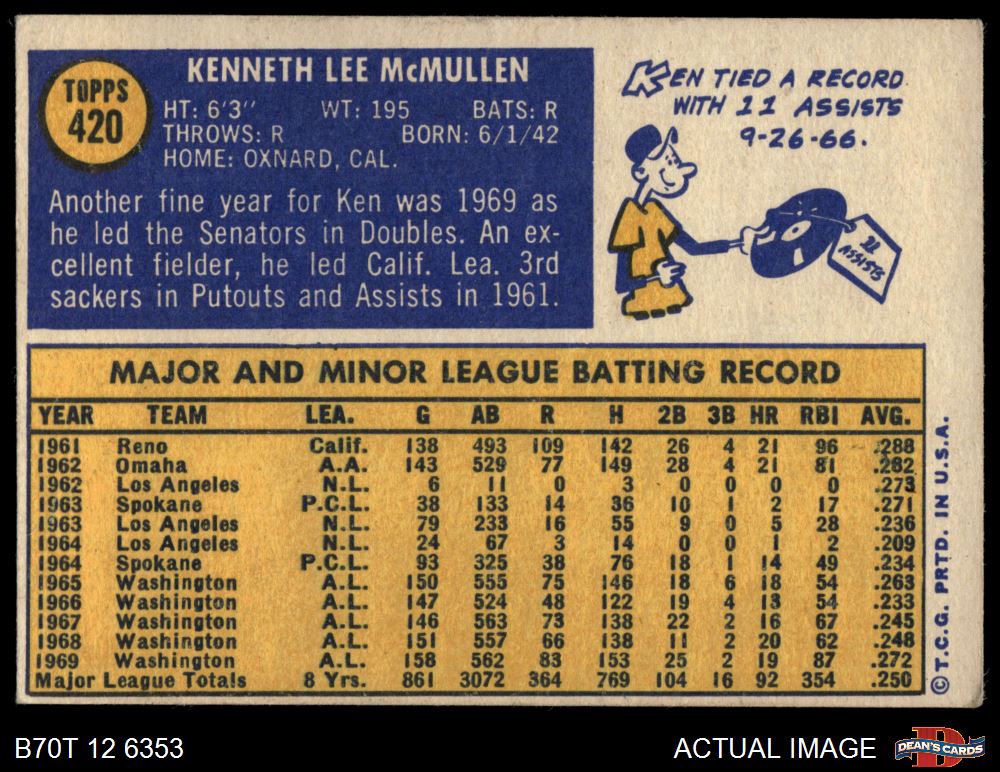 TOPPS
420
KENNETH LEE McMULLEN
HT: 6'3" WT: 195 BATS: R
THROWS: R BORN: 6/1/42
HOME: OXNARD, CAL.
Another fine year for Ken was 1969 as
he led the Senators in Doubles. An ex-
cellent fielder, he led Calif. Lea. 3rd
sackers in Putouts and Assists in 1961.
KEN TIED A RECORD
WITH 11 ASSISTS
9-26-66.
11
ASSISTS
MAJOR AND MINOR LEAGUE BATTING RECORD
YEAR TEAM LEA. G AB R H 2B 3B HR RBI AVG.
1961 Reno Calif. 138 493 109 142 26 4 21 96 .288
1962 Omaha A.A. 143 529 77 149 28 4 21 81 .282
1962 Los Angeles N.L. 6 11 0 3 0 0 0 0 .273
1963 Spokane P.C.L. 38 133 14 36 10 1 2 17 .271
1963 Los Angeles N.L. 79 233 16 55 9 0 5 28 .236
1964 Los Angeles N.L. 24 67 3 14 0 0 1 2 .209
1964 Spokane P.C.L. 93 325 38 76 18 1 14 49 .234
1965 Washington A.L. 150 555 75 146 18 6 18 54 .263
1966 Washington A.L. 147 524 48 122 19 4 13 54 .233
1967 Washington A.L. 146 563 73 138 22 2 16 67 .245
1968 Washington A.L. 151 557 66 138 11 2 20 62 .248
1969 Washington A.L. 158 562 83 153 25 2 19 87 .272
Major League Totals 8 Yrs. 861 3072 364 769 104 16 92 354 .250
© T.C.G. PRTD. IN U.S.A.
B70T 12 6353
ACTUAL IMAGE
D
DEAN'S CARDS